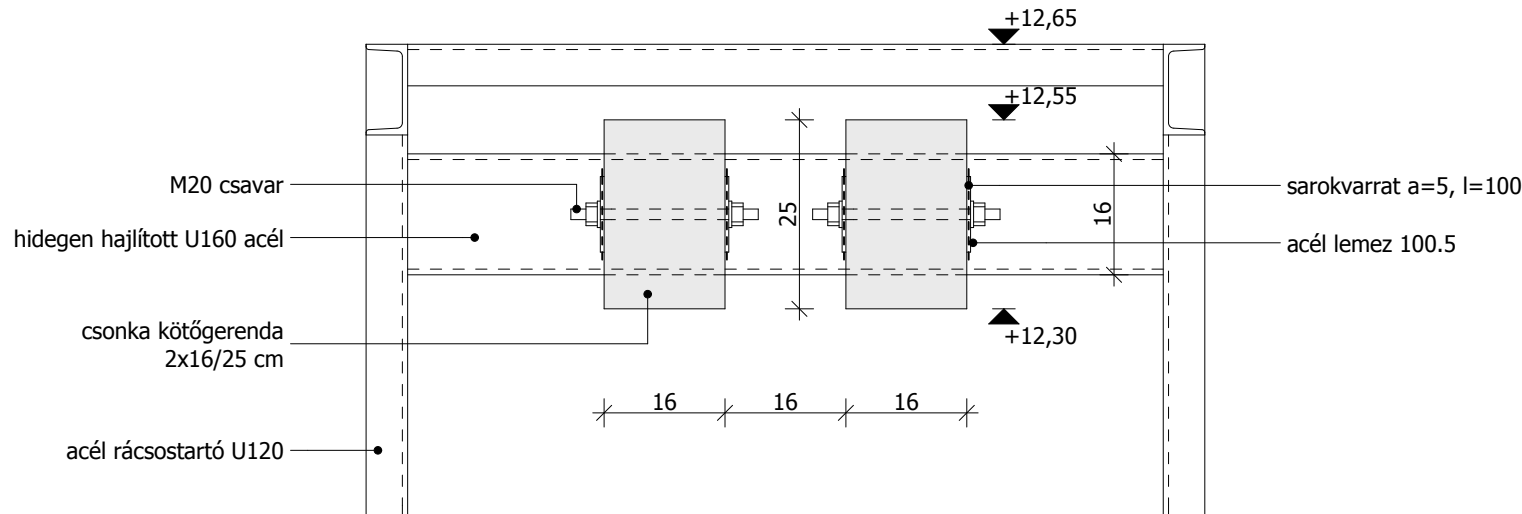 +12,65
+12,55
M20 csavar
hidegen hajlított U160 acél
25
16
sarokvarrat a=5, l=100
acél lemez 100.5
csonka kötőgerenda
2x16/25 cm
+12,30
16
16
16
acél rácsostartó U120